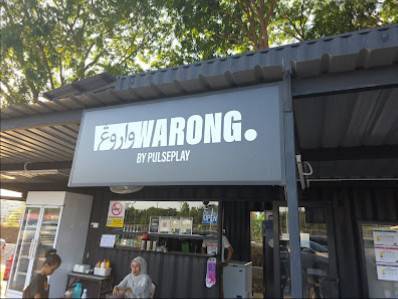 واروڠ WARONG.
BY PULSEPLAY
OPEN